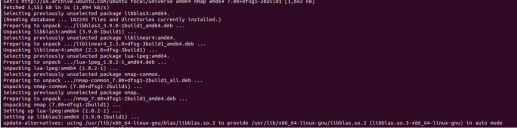 Get:5 http://us.archive.ubuntu.com/ubuntu focal/universe amd64 nmap amd64 7.80+dfsg1-2build1 [1,662 kB]
Fetched 5,553 kB in 5s (1,094 kB/s)
Selecting previously unselected package libblas3:amd64.
(Reading database ... 182245 files and directories currently installed.)
Preparing to unpack .../libblas3_3.9.0-1build1_amd64.deb ...
Unpacking libblas3:amd64 (3.9.0-1build1) ...
Selecting previously unselected package liblinear4:amd64.
Preparing to unpack .../liblinear4_2.3.0+dfsg-3build1_amd64.deb ...
Unpacking liblinear4:amd64 (2.3.0+dfsg-3build1) ...
Selecting previously unselected package lua-lpeg:amd64.
Preparing to unpack .../lua-lpeg_1.0.2-1_amd64.deb ...
Unpacking lua-lpeg:amd64 (1.0.2-1) ...
Selecting previously unselected package nmap-common.
Preparing to unpack .../nmap-common_7.80+dfsg1-2build1_all.deb ...
Unpacking nmap-common (7.80+dfsg1-2build1) ...
Selecting previously unselected package nmap.
Preparing to unpack .../nmap_7.80+dfsg1-2build1_amd64.deb ...
Unpacking nmap (7.80+dfsg1-2build1) ...
Setting up lua-lpeg:amd64 (1.0.2-1) ...
Setting up libblas3:amd64 (3.9.0-1build1) ...
update-alternatives: using /usr/lib/x86_64-linux-gnu/blas/libblas.so.3 to provide /usr/lib/x86_64-linux-gnu/libblas.so.3 (libblas.so.3-x86_64-linux-gnu) in auto mode